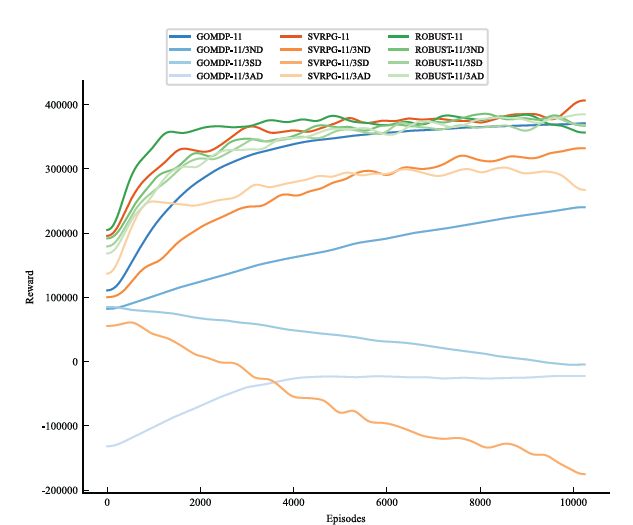 GOMDP-11 SVRPG-11 ROBUST-11
GOMDP-11/3ND SVRPG-11/3ND ROBUST-11/3ND
GOMDP-11/3SD SVRPG-11/3SD ROBUST-11/3SD
GOMDP-11/3AD SVRPG-11/3AD ROBUST-11/3AD
400000
300000
200000
100000
0
-100000
-200000
Reward
0 2000 4000 6000 8000 10000
Episodes